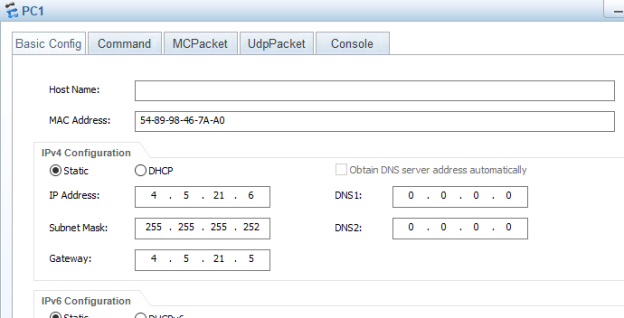 PC1
Basic Config Command MCPacket UdpPacket Console
Host Name:
MAC Address: 54-89-98-46-7A-A0
IPv4 Configuration
Static DHCP Obtain DNS server address automatically
IP Address: 4 . 5 . 21 . 6 DNS1: 0 . 0 . 0 . 0
Subnet Mask: 255 . 255 . 255 . 252 DNS2: 0 . 0 . 0 . 0
Gateway: 4 . 5 . 21 . 5
IPv6 Configuration
Static DHCPv6